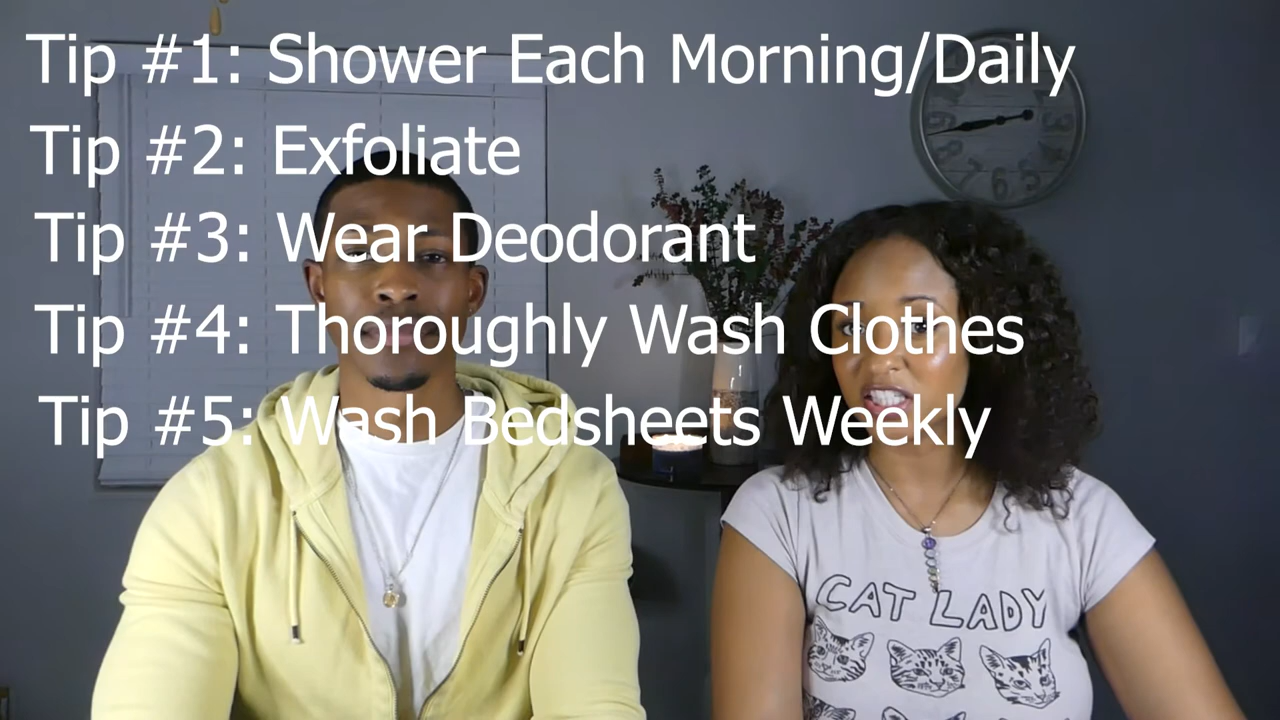 Tip #1: Shower Each Morning/Daily
Tip #2: Exfoliate
Tip #3: Wear Deodorant
Tip #4: Thoroughly Wash Clothes
Tip #5: Wash Bedsheets Weekly
CAT LADY